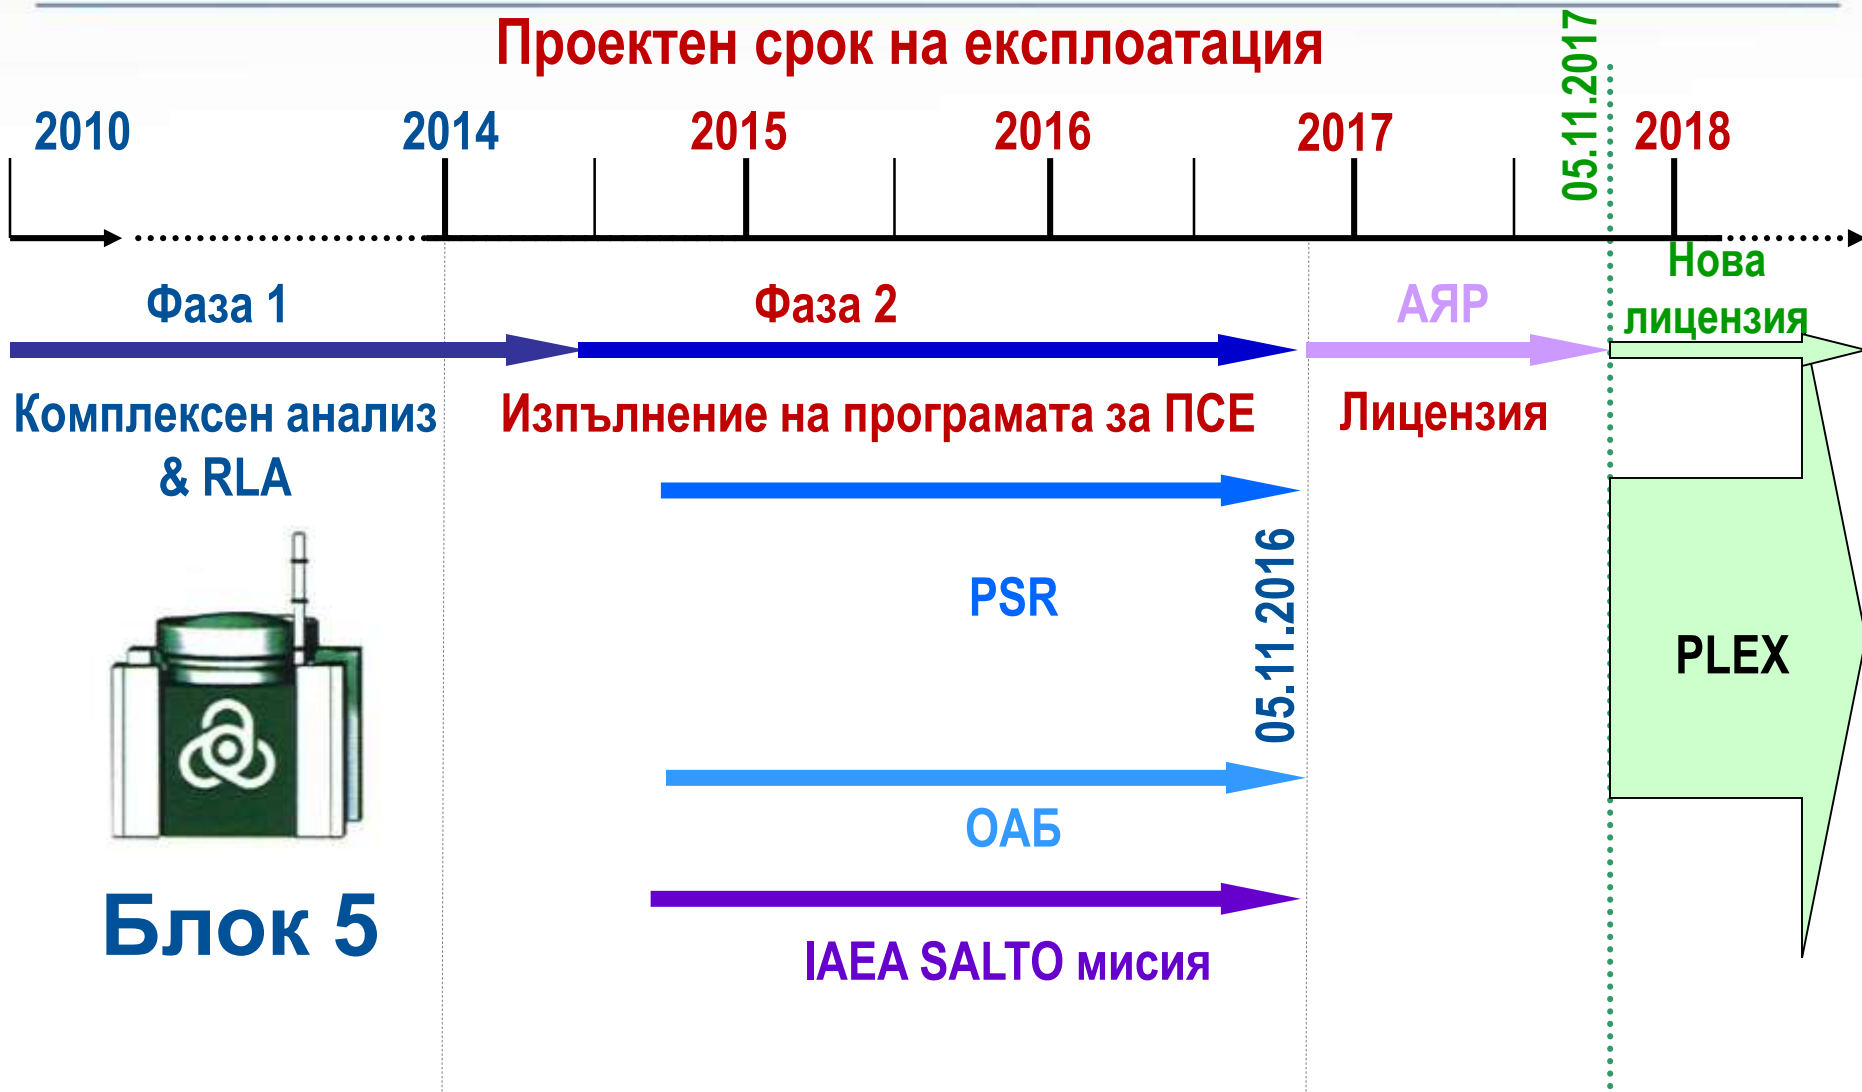 Проектен срок на експлоатация
05.11.2017
2010
2014
2015
2016
2017
2018
Фаза 1
Фаза 2
АЯР
Нова
лицензия
Комплексен анализ
& RLA
Изпълнение на програмата за ПСЕ
Лицензия
PSR
05.11.2016
PLEX
ОАБ
Блок 5
IAEA SALTO мисия